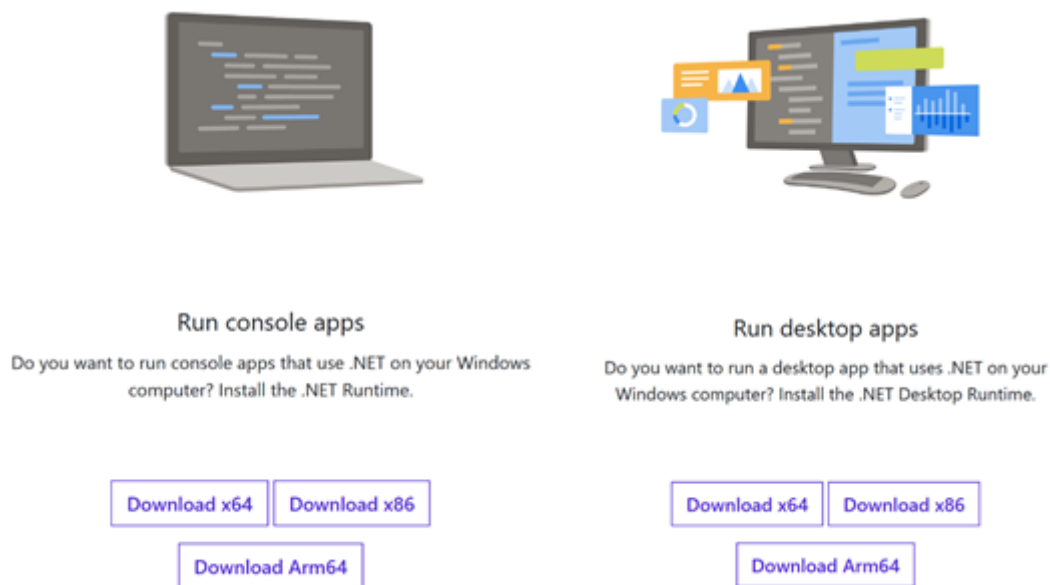 Run console apps
Do you want to run console apps that use .NET on your Windows
computer? Install the .NET Runtime.
Download x64
Download x86
Download Arm64
Run desktop apps
Do you want to run a desktop app that uses .NET on your
Windows computer? Install the .NET Desktop Runtime.
Download x64
Download x86
Download Arm64